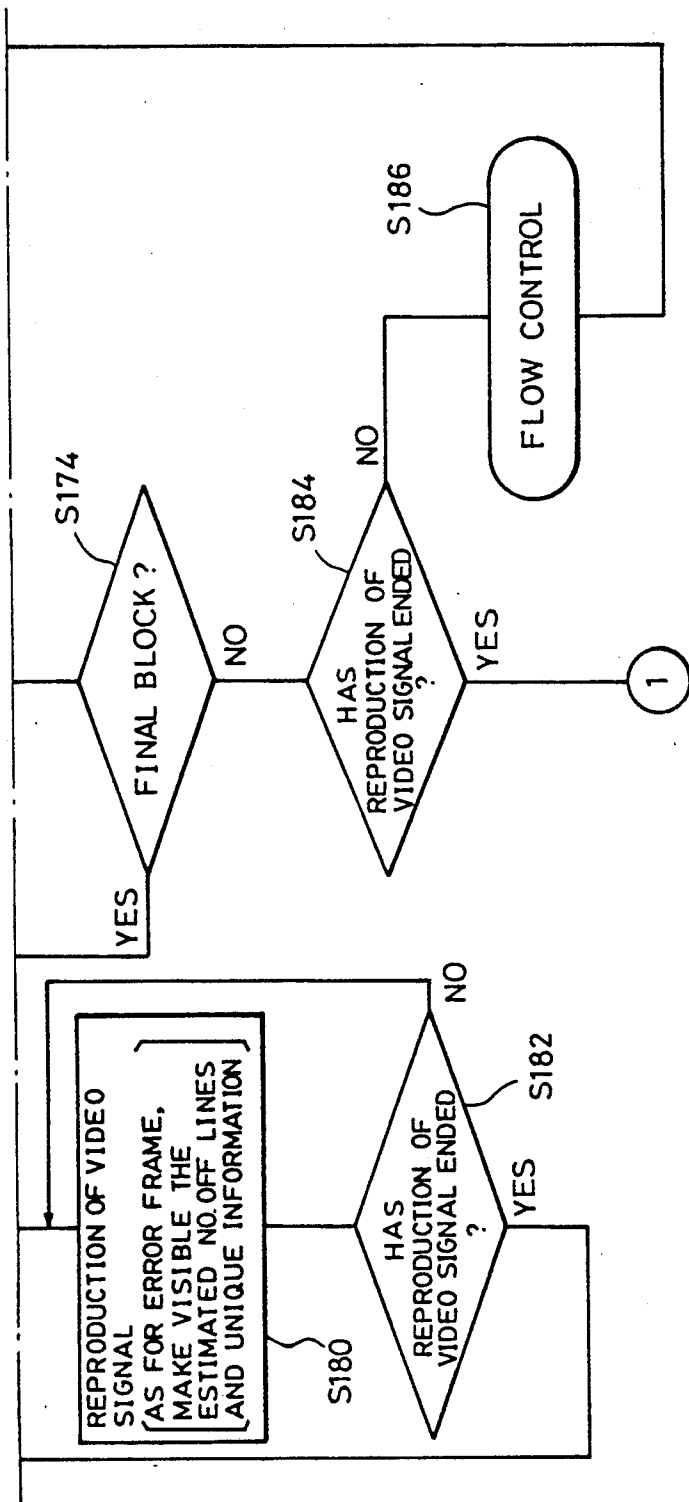 REPRODUCTION OF VIDEO
SIGNAL
AS FOR ERROR FRAME,
MAKE VISIBLE THE
ESTIMATED NO. OFF LINES
AND UNIQUE INFORMATION
S180
HAS
REPRODUCTION OF
VIDEO SIGNAL ENDED
?
S182
NO
YES
FINAL BLOCK ?
S174
YES
NO
HAS
REPRODUCTION OF
VIDEO SIGNAL ENDED
?
S184
NO
YES
1
FLOW CONTROL
S186